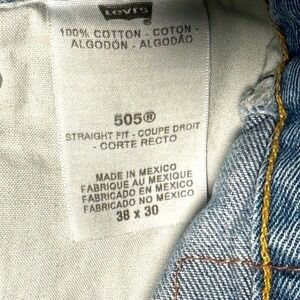 Levi's
100% COTTON - COTON -
ALGODÓN - ALGODÃO
505®
STRAIGHT FIT - COUPE DROIT
- CORTE RECTO
MADE IN MEXICO
FABRIQUE AU MEXIQUE
FABRICADO EN MEXICO
FABRICADO NO MEXICO
38 x 30